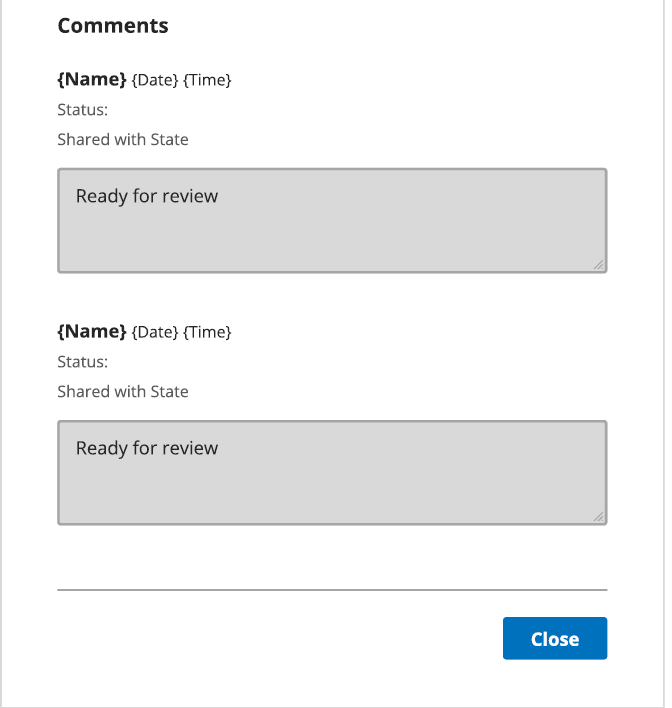 Comments
{Name} {Date} {Time}
Status:
Shared with State
Ready for review
{Name} {Date} {Time}
Status:
Shared with State
Ready for review
Close